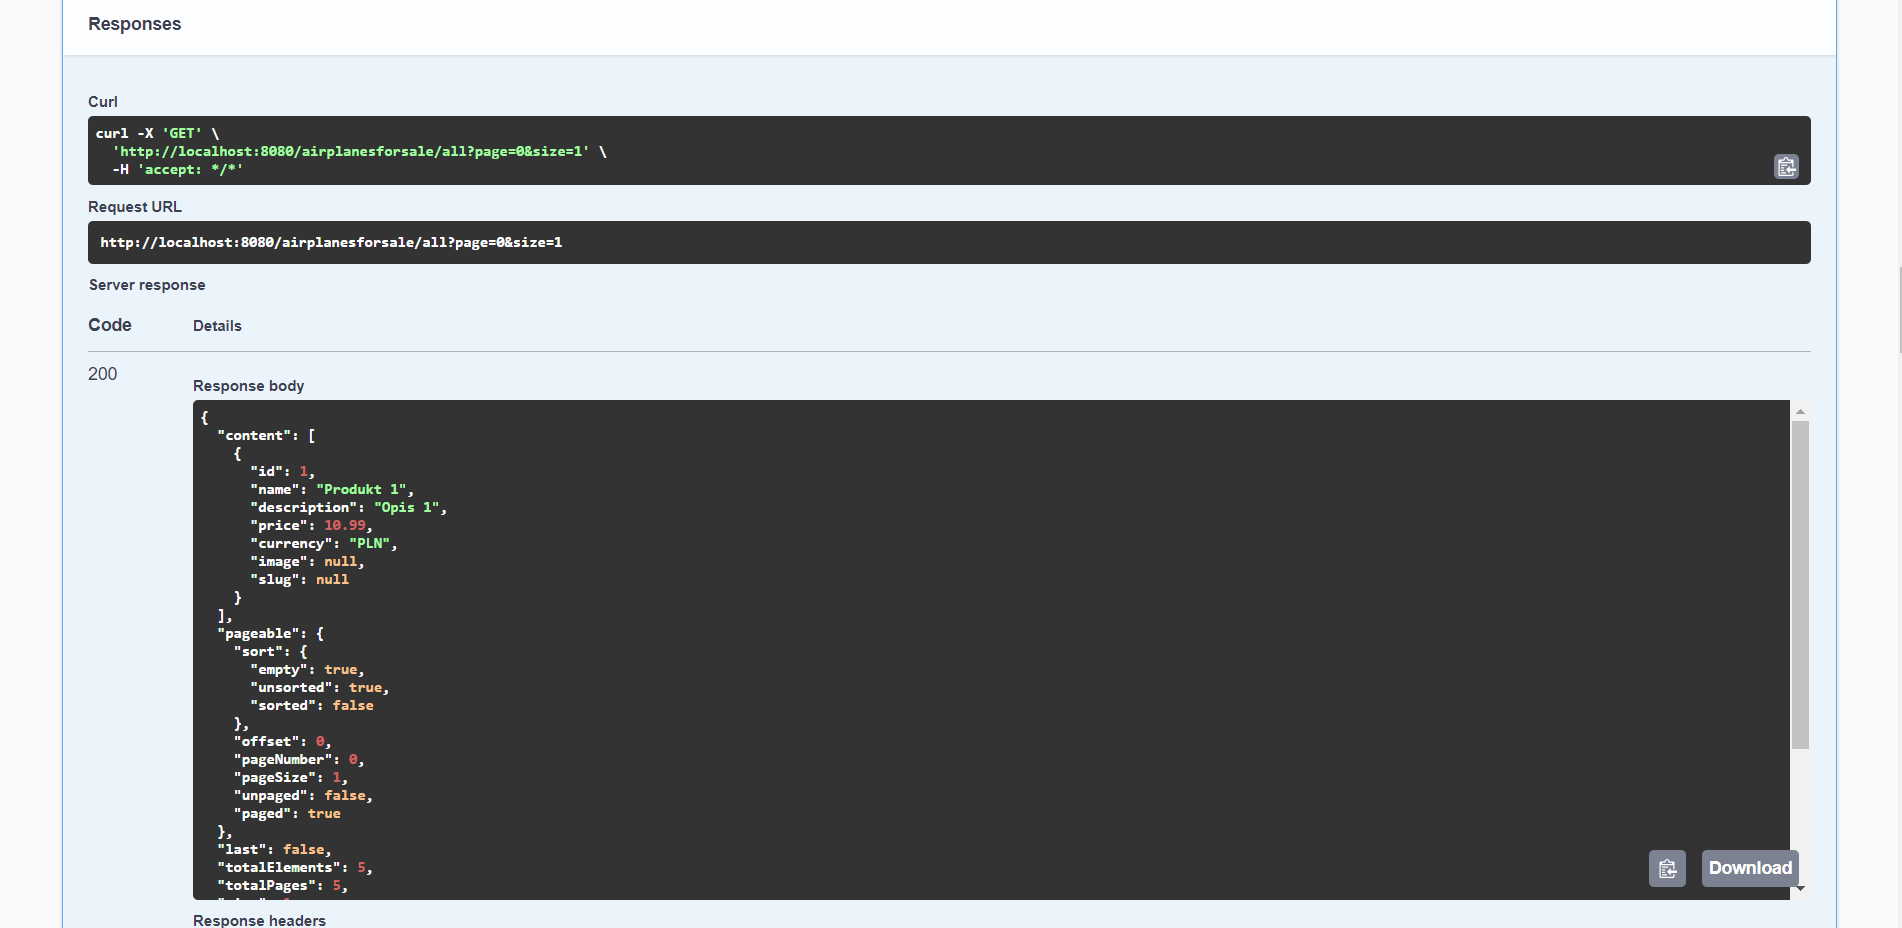 Responses
Curl
curl -X 'GET' \
  'http://localhost:8080/airplanesforsale/all?page=0&size=1' \
  -H 'accept: */*'
Request URL
http://localhost:8080/airplanesforsale/all?page=0&size=1
Server response
Code Details
200
Response body
{
  "content": [
    {
      "id": 1,
      "name": "Produkt 1",
      "description": "Opis 1",
      "price": 10.99,
      "currency": "PLN",
      "image": null,
      "slug": null
    }
  ],
  "pageable": {
    "sort": {
      "empty": true,
      "unsorted": true,
      "sorted": false
    },
    "offset": 0,
    "pageNumber": 0,
    "pageSize": 1,
    "unpaged": false,
    "paged": true
  },
  "last": false,
  "totalElements": 5,
  "totalPages": 5,
Download
Response headers